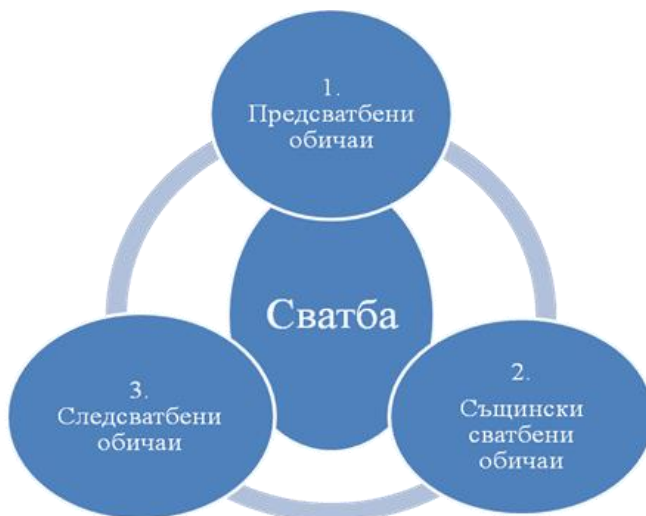 1.
Предсватбени
обичаи
Сватба
2.
Същински
сватбени
обичаи
3.
Следсватбени
обичаи